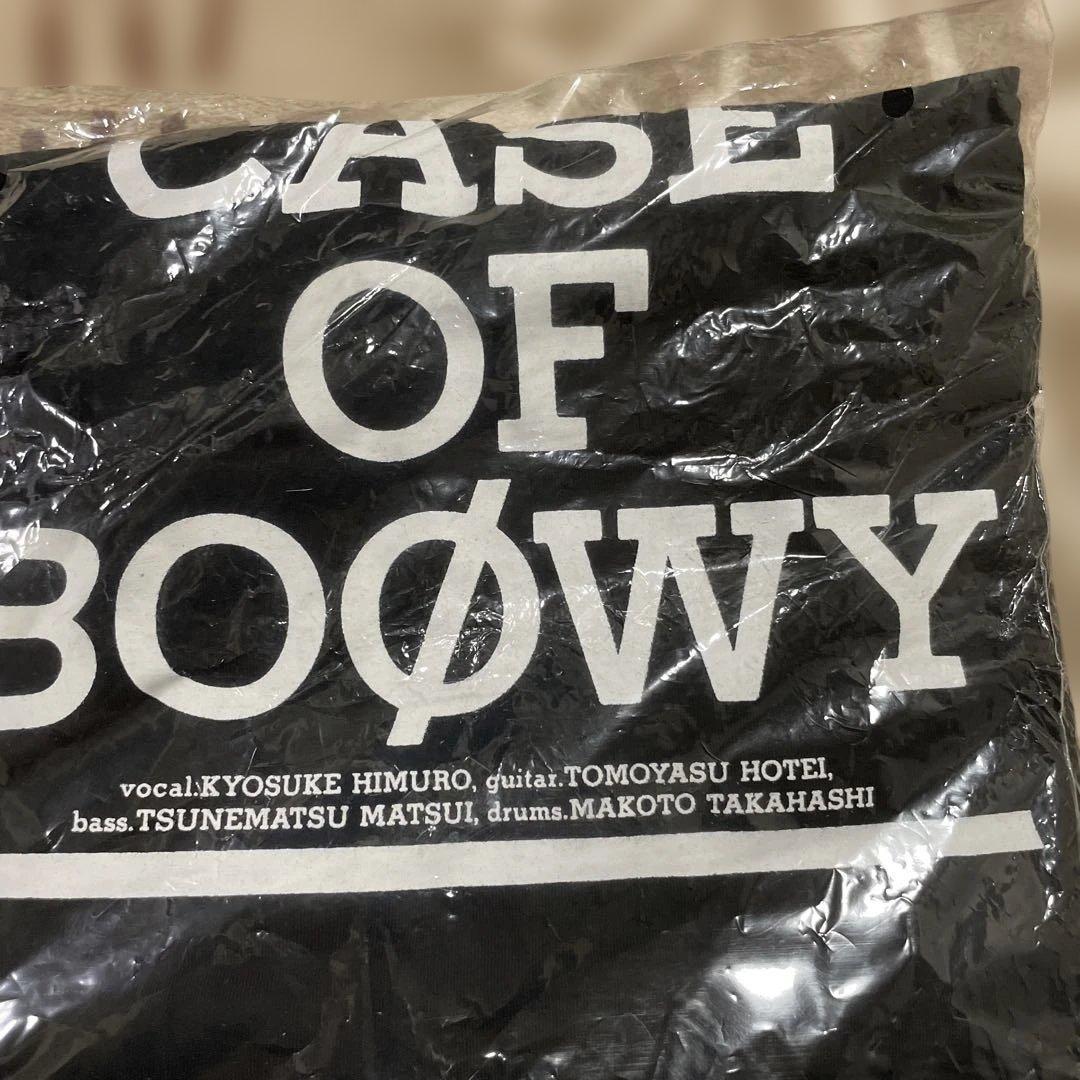 CASE
OF
BOØWY
vocal.KYOSUKE HIMURO, guitar.TOMOYASU HOTEI,
bass.TSUNEMATSU MATSUI, drums.MAKOTO TAKAHASHI